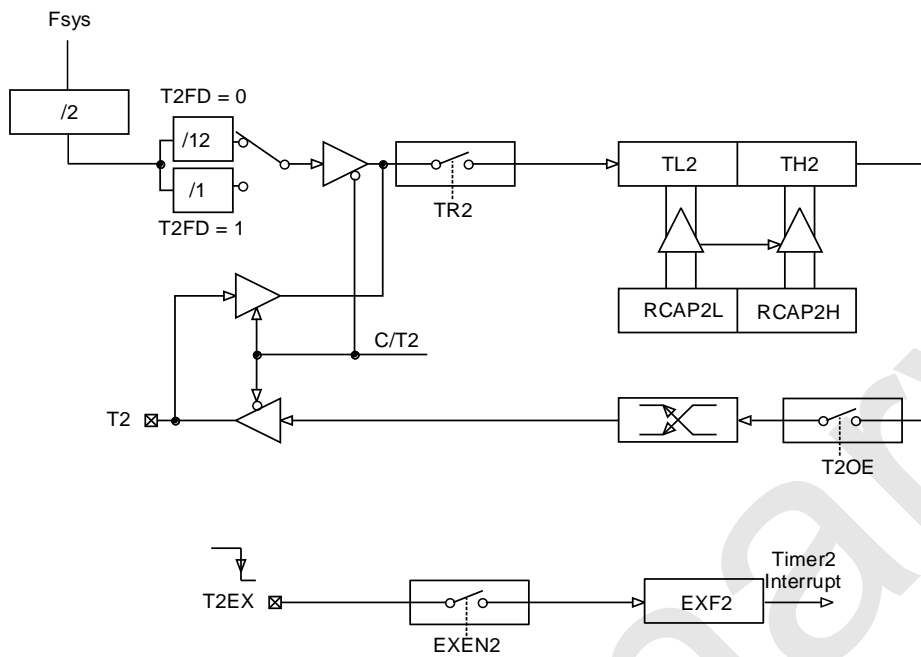 Fsys
/2
T2FD = 0
/12
/1
T2FD = 1
TR2
TL2
TH2
RCAP2L
RCAP2H
C/T2
T2
T2OE
T2EX
EXEN2
EXF2
Timer2
Interrupt